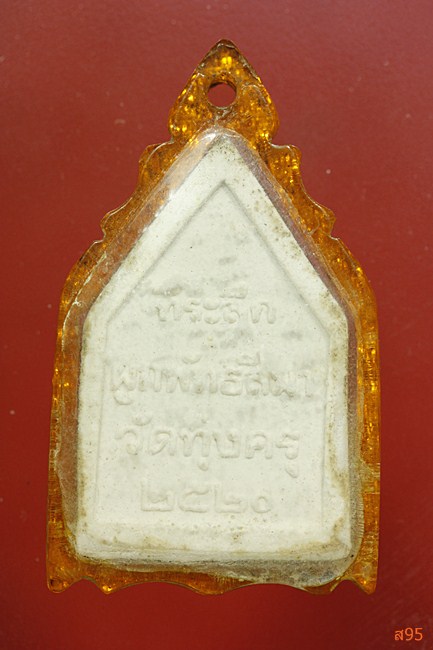 ที่ระลึก
ผูกพัทธสีมา
วัดทุ่งครุ
๒๕๒๐
ส95